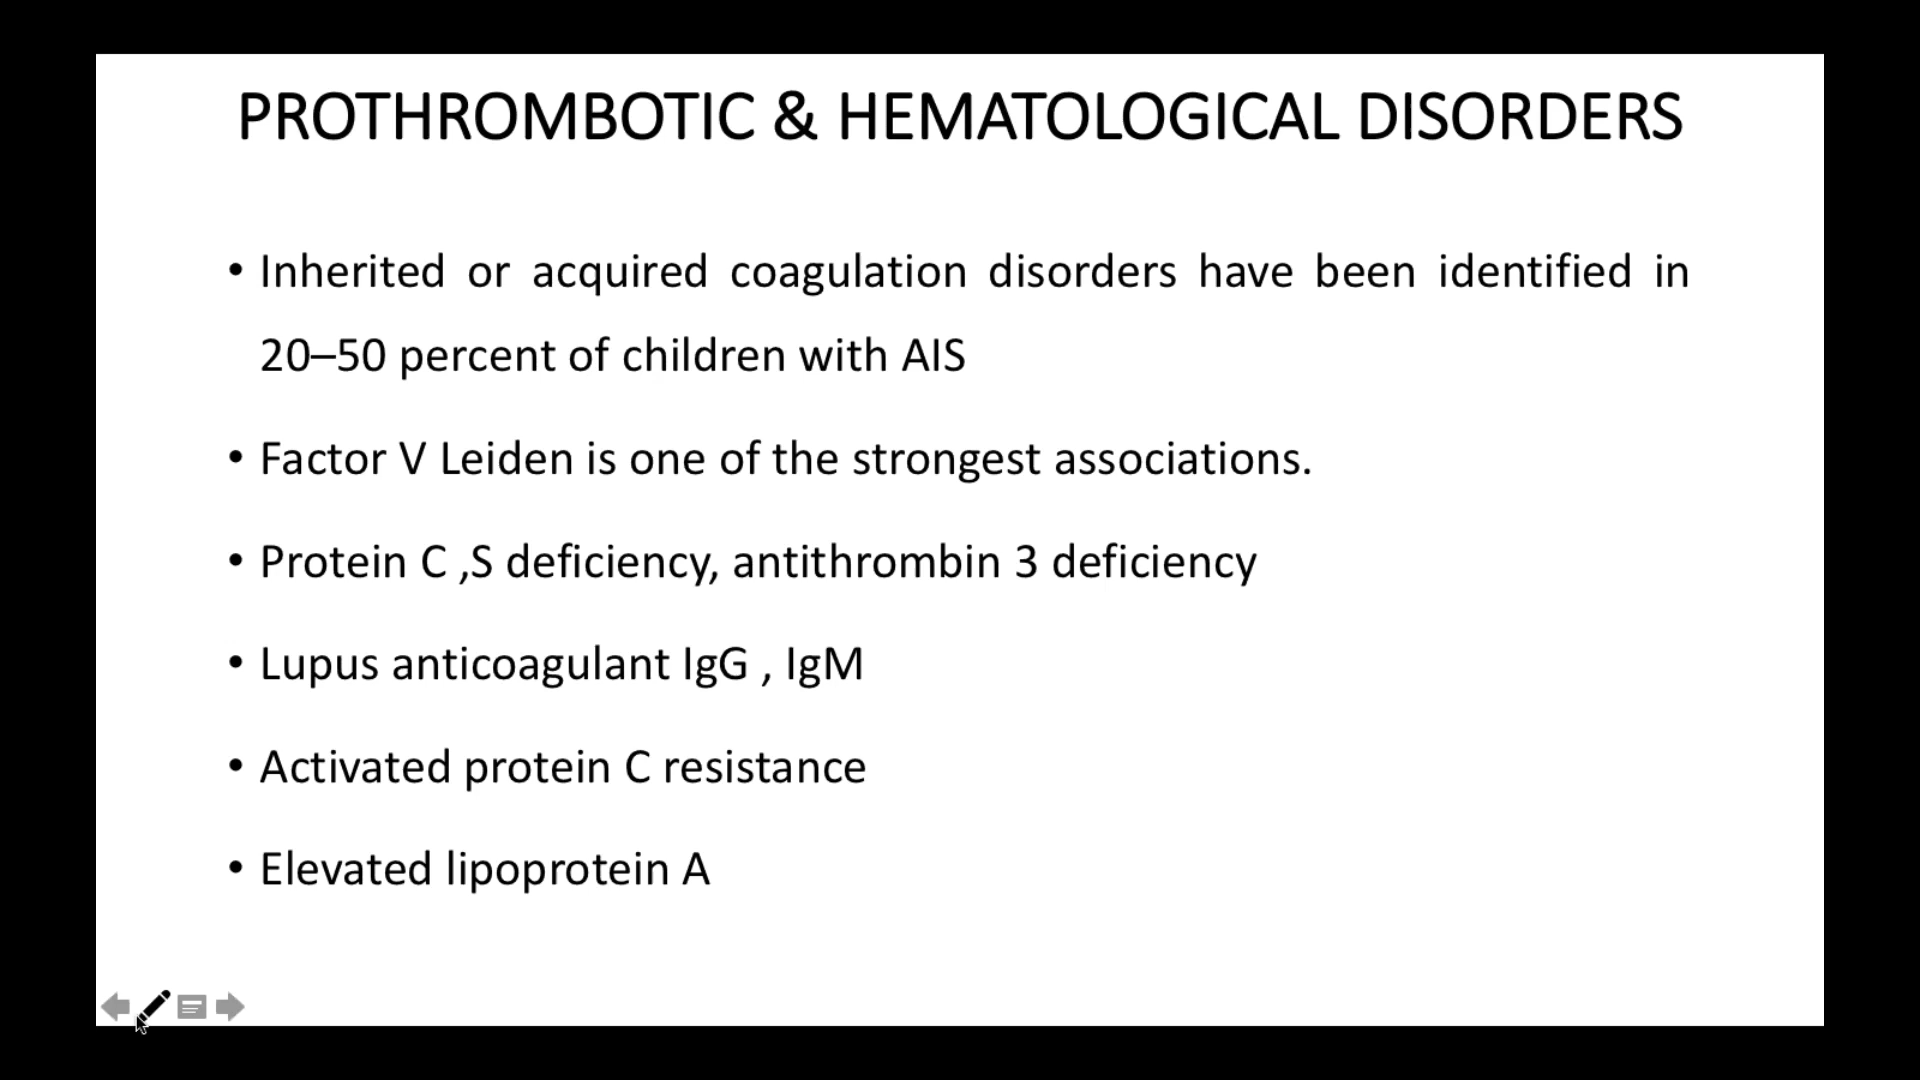 PROTHROMBOTIC & HEMATOLOGICAL DISORDERS
• Inherited or acquired coagulation disorders have been identified in
20–50 percent of children with AIS
• Factor V Leiden is one of the strongest associations.
• Protein C ,S deficiency, antithrombin 3 deficiency
• Lupus anticoagulant IgG , IgM
• Activated protein C resistance
• Elevated lipoprotein A